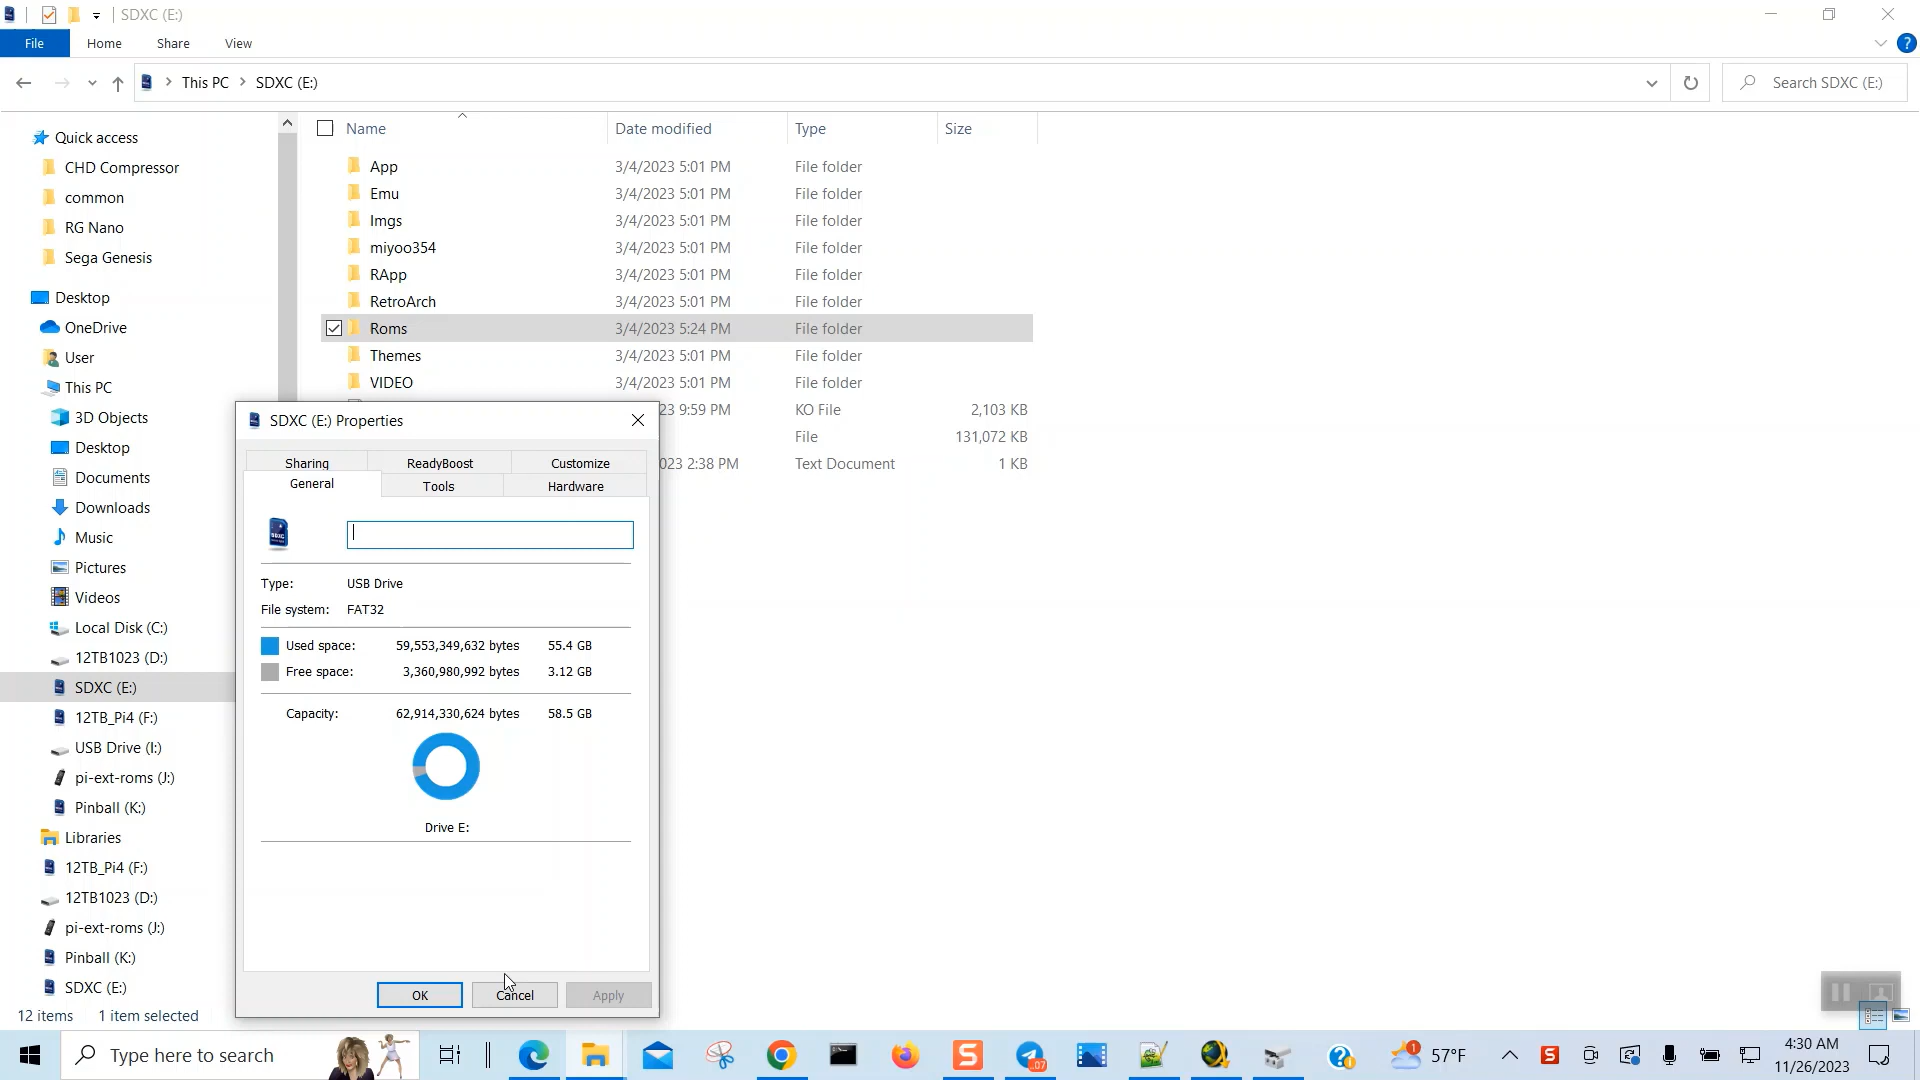 SDXC (E:)
File Home Share View
This PC SDXC (E:)
Search SDXC (E:)
Name Date modified Type Size
Quick access
CHD Compressor
common
RG Nano
Sega Genesis
Desktop
OneDrive
User
This PC
3D Objects
Desktop
Documents
Downloads
Music
Pictures
Videos
Local Disk (C:)
12TB1023 (D:)
SDXC (E:)
12TB_Pi4 (F:)
USB Drive (I:)
pi-ext-roms (J:)
Pinball (K:)
Libraries
12TB_Pi4 (F:)
12TB1023 (D:)
pi-ext-roms (J:)
Pinball (K:)
SDXC (E:)
App 3/4/2023 5:01 PM File folder
Emu 3/4/2023 5:01 PM File folder
Imgs 3/4/2023 5:01 PM File folder
miyoo354 3/4/2023 5:01 PM File folder
RApp 3/4/2023 5:01 PM File folder
RetroArch 3/4/2023 5:01 PM File folder
Roms 3/4/2023 5:24 PM File folder
Themes 3/4/2023 5:01 PM File folder
VIDEO 3/4/2023 5:01 PM File folder
23 9:59 PM KO File 2,103 KB
File 131,072 KB
023 2:38 PM Text Document 1 KB
SDXC (E:) Properties
Sharing ReadyBoost Customize
General Tools Hardware
Type: USB Drive
File system: FAT32
Used space: 59,553,349,632 bytes 55.4 GB
Free space: 3,360,980,992 bytes 3.12 GB
Capacity: 62,914,330,624 bytes 58.5 GB
Drive E:
OK Cancel Apply
12 items 1 item selected
Type here to search
57°F
4:30 AM
11/26/2023